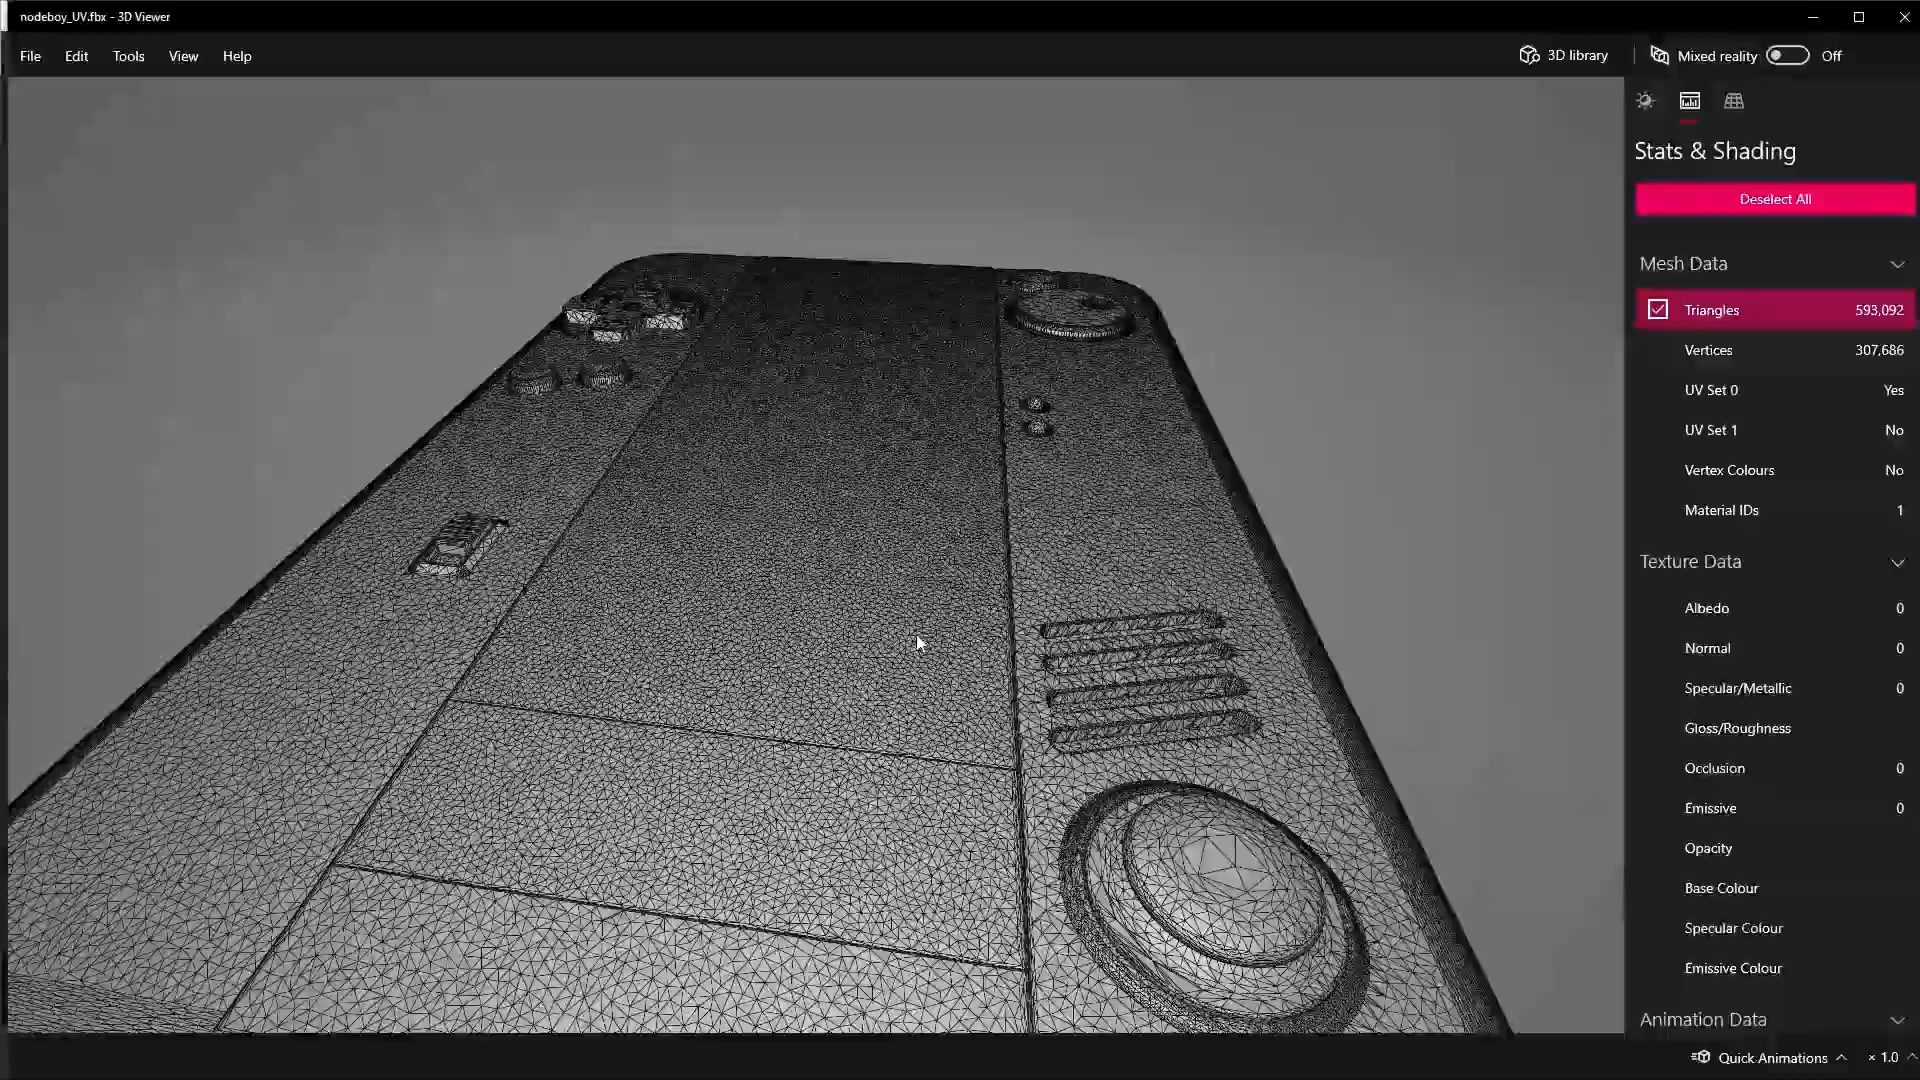 nodeboy_UV.fbx - 3D Viewer
File Edit Tools View Help
3D library
Mixed reality Off
Stats & Shading
Deselect All
Mesh Data
Triangles 593,092
Vertices 307,686
UV Set 0 Yes
UV Set 1 No
Vertex Colours No
Material IDs 1
Texture Data
Albedo 0
Normal 0
Specular/Metallic 0
Gloss/Roughness
Occlusion 0
Emissive 0
Opacity
Base Colour
Specular Colour
Emissive Colour
Animation Data
Quick Animations × 1.0